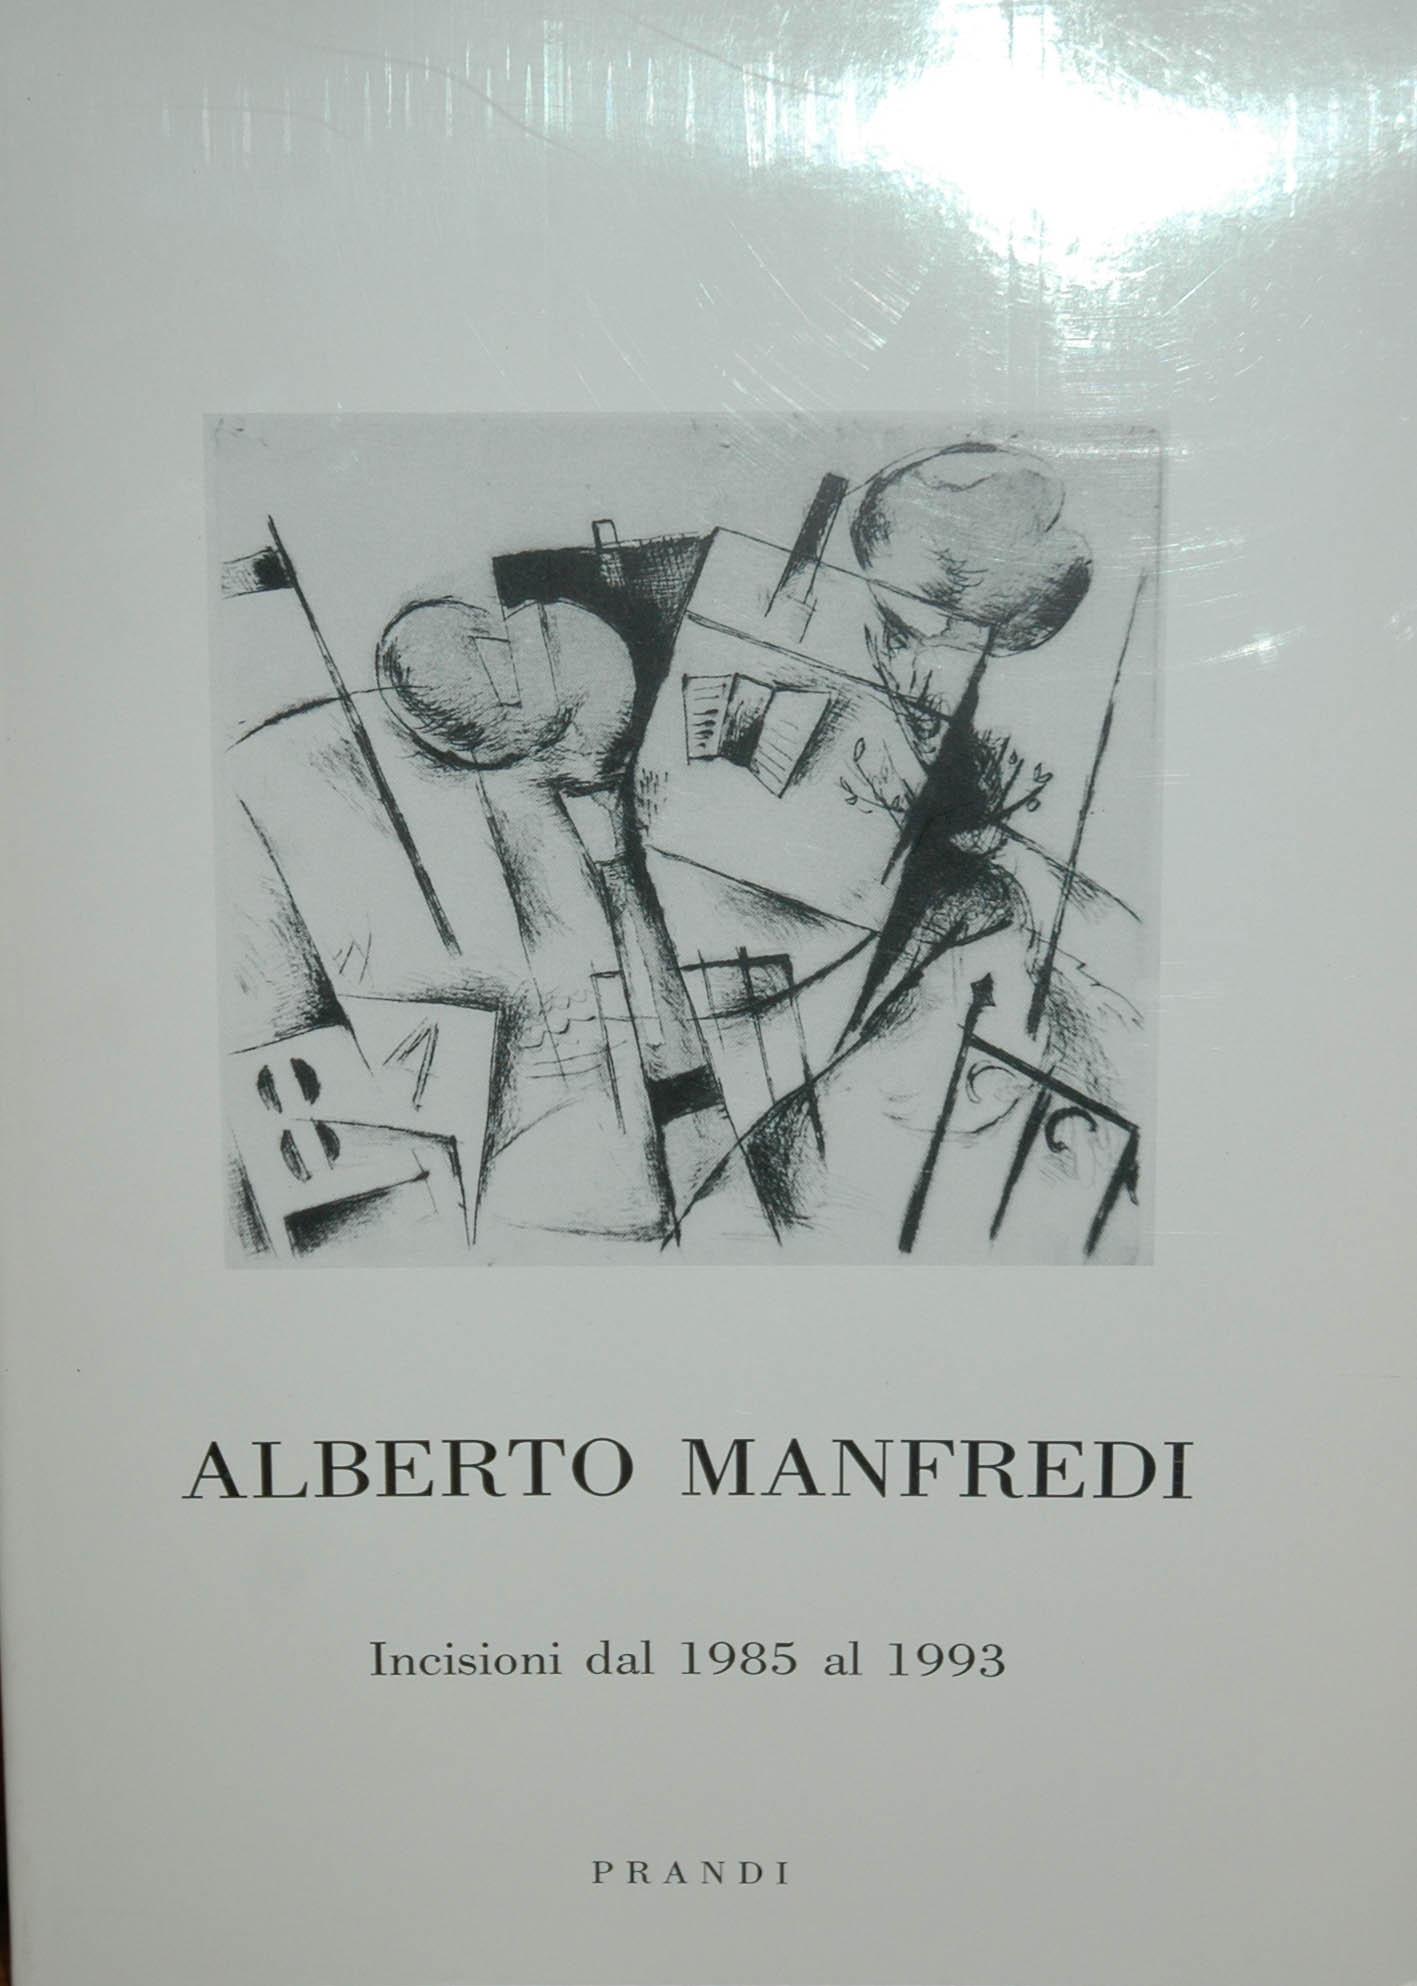 ALBERTO MANFREDI
Incisioni dal 1985 al 1993
PRANDI